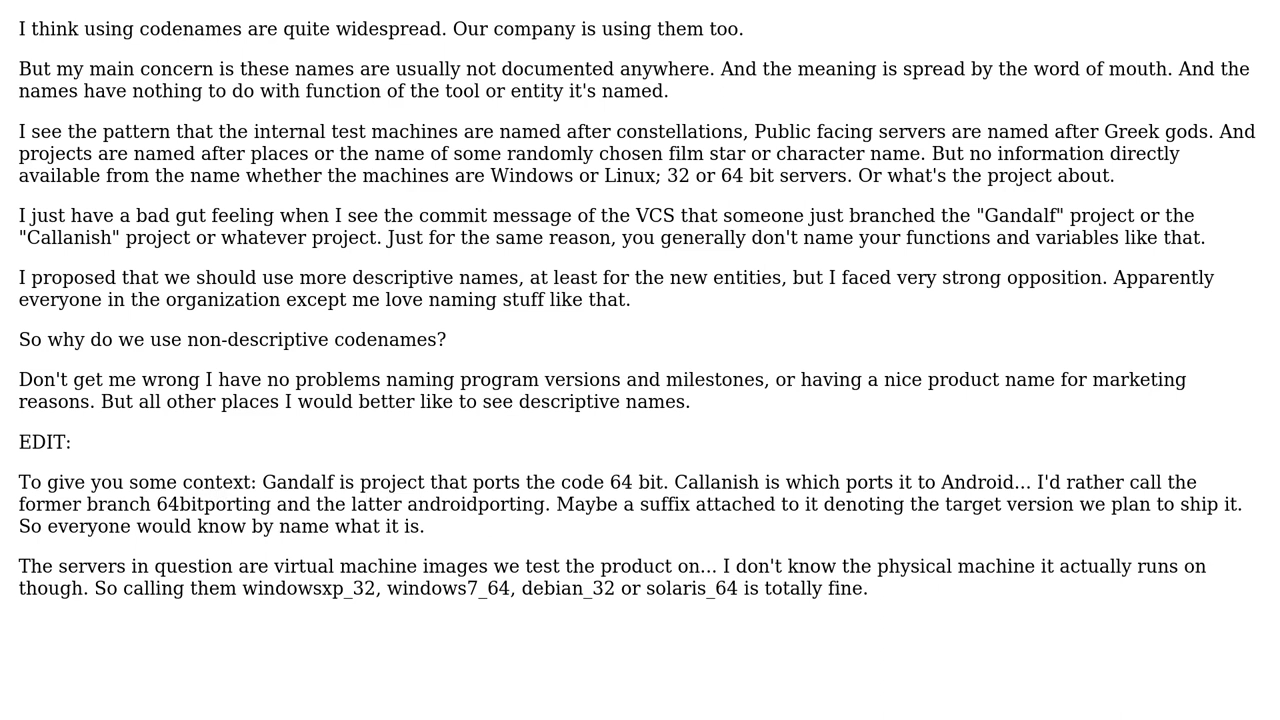 I think using codenames are quite widespread. Our company is using them too.
But my main concern is these names are usually not documented anywhere. And the meaning is spread by the word of mouth. And the
names have nothing to do with function of the tool or entity it's named.
I see the pattern that the internal test machines are named after constellations, Public facing servers are named after Greek gods. And
projects are named after places or the name of some randomly chosen film star or character name. But no information directly
available from the name whether the machines are Windows or Linux; 32 or 64 bit servers. Or what's the project about.
I just have a bad gut feeling when I see the commit message of the VCS that someone just branched the "Gandalf" project or the
"Callanish" project or whatever project. Just for the same reason, you generally don't name your functions and variables like that.
I proposed that we should use more descriptive names, at least for the new entities, but I faced very strong opposition. Apparently
everyone in the organization except me love naming stuff like that.
So why do we use non-descriptive codenames?
Don't get me wrong I have no problems naming program versions and milestones, or having a nice product name for marketing
reasons. But all other places I would better like to see descriptive names.
EDIT:
To give you some context: Gandalf is project that ports the code 64 bit. Callanish is which ports it to Android... I'd rather call the
former branch 64bitporting and the latter androidporting. Maybe a suffix attached to it denoting the target version we plan to ship it.
So everyone would know by name what it is.
The servers in question are virtual machine images we test the product on... I don't know the physical machine it actually runs on
though. So calling them windowsxp_32, windows7_64, debian_32 or solaris_64 is totally fine.